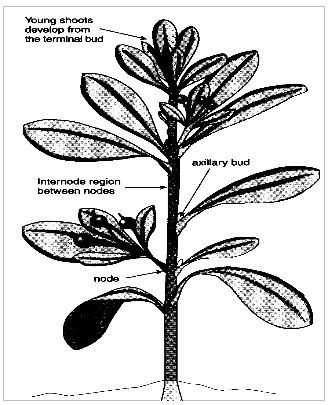 Young shoots
develop from
the terminal bud
axillary bud
Internode region
between nodes
node